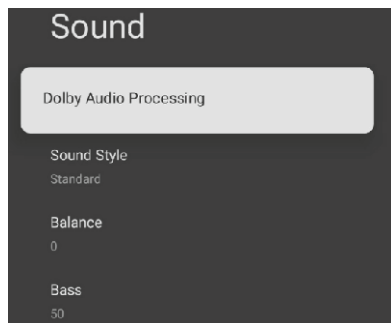 Sound
Dolby Audio Processing
Sound Style
Standard
Balance
0
Bass
50